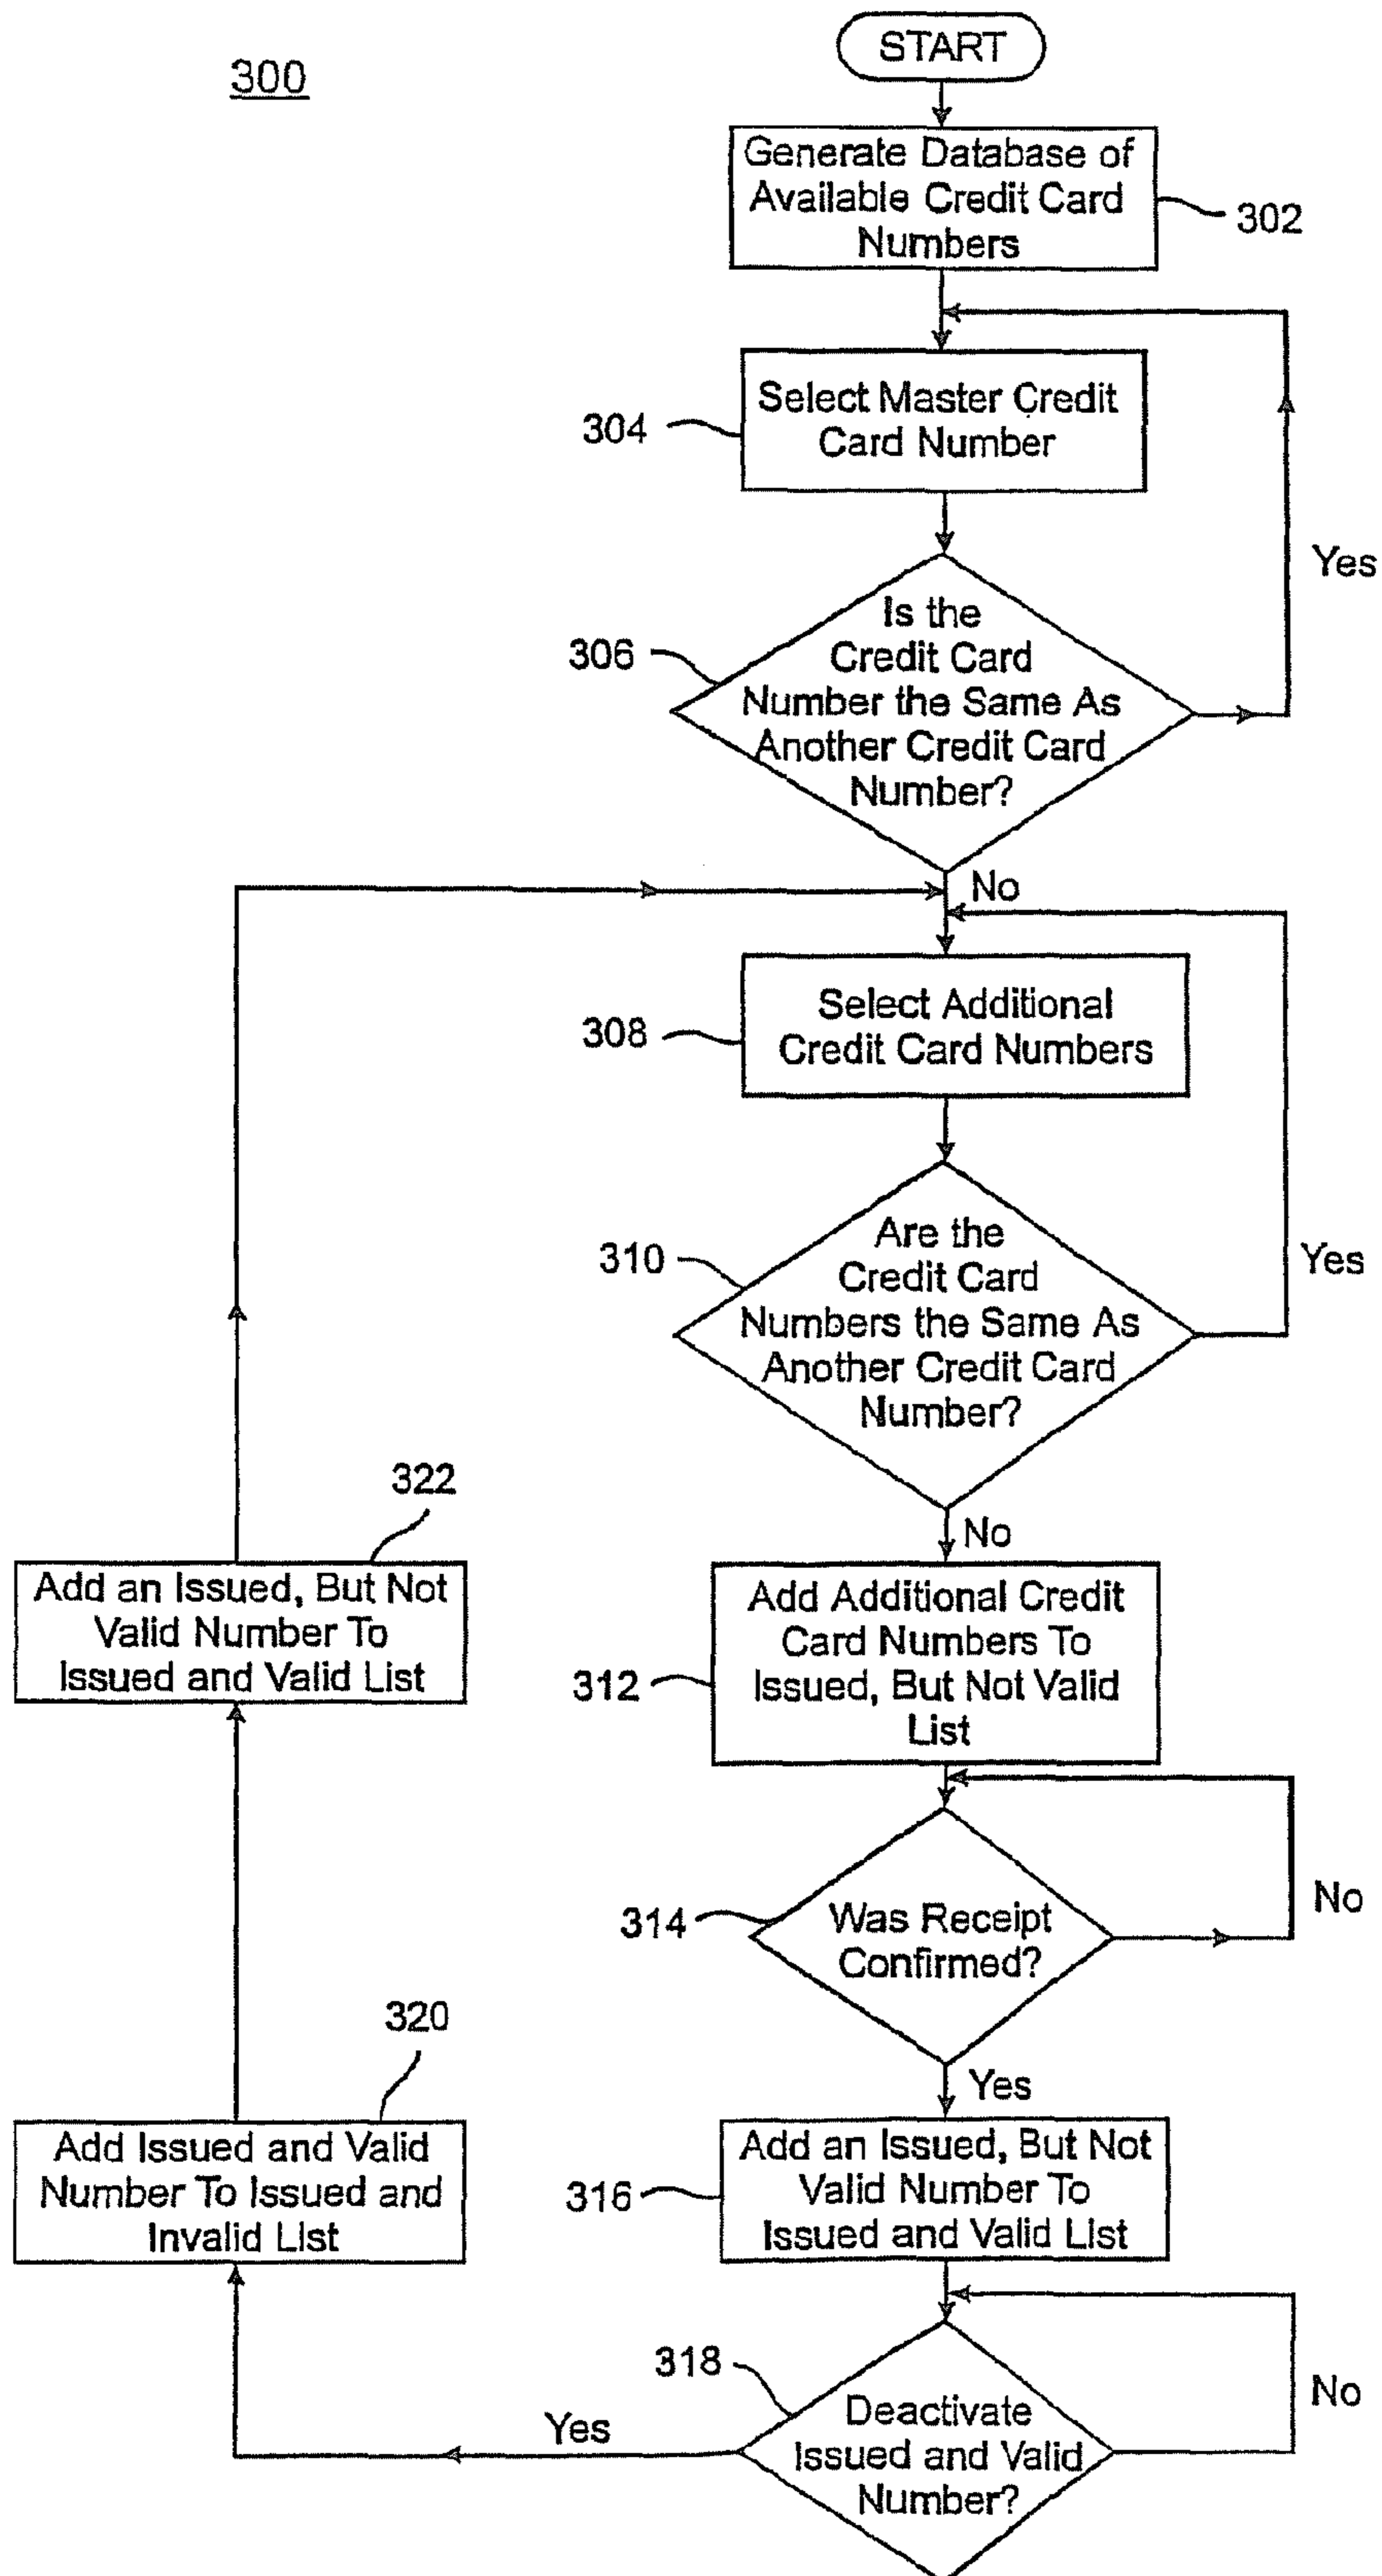 300
START
Generate Database of
Available Credit Card
Numbers
302
Select Master Credit
Card Number
304
Yes
Is the
Credit Card
Number the Same As
Another Credit Card
Number?
306
No
Select Additional
Credit Card Numbers
308
Are the
Credit Card
Numbers the Same As
Another Credit Card
Number?
310
Yes
No
322
Add an Issued, But Not
Valid Number To
Issued and Valid List
Add Additional Credit
Card Numbers To
Issued, But Not Valid
List
312
Was Receipt
Confirmed?
314
No
Yes
320
Add Issued and Valid
Number To Issued and
Invalid List
Add an Issued, But Not
Valid Number To
Issued and Valid List
316
318
Deactivate
Issued and Valid
Number?
No
Yes